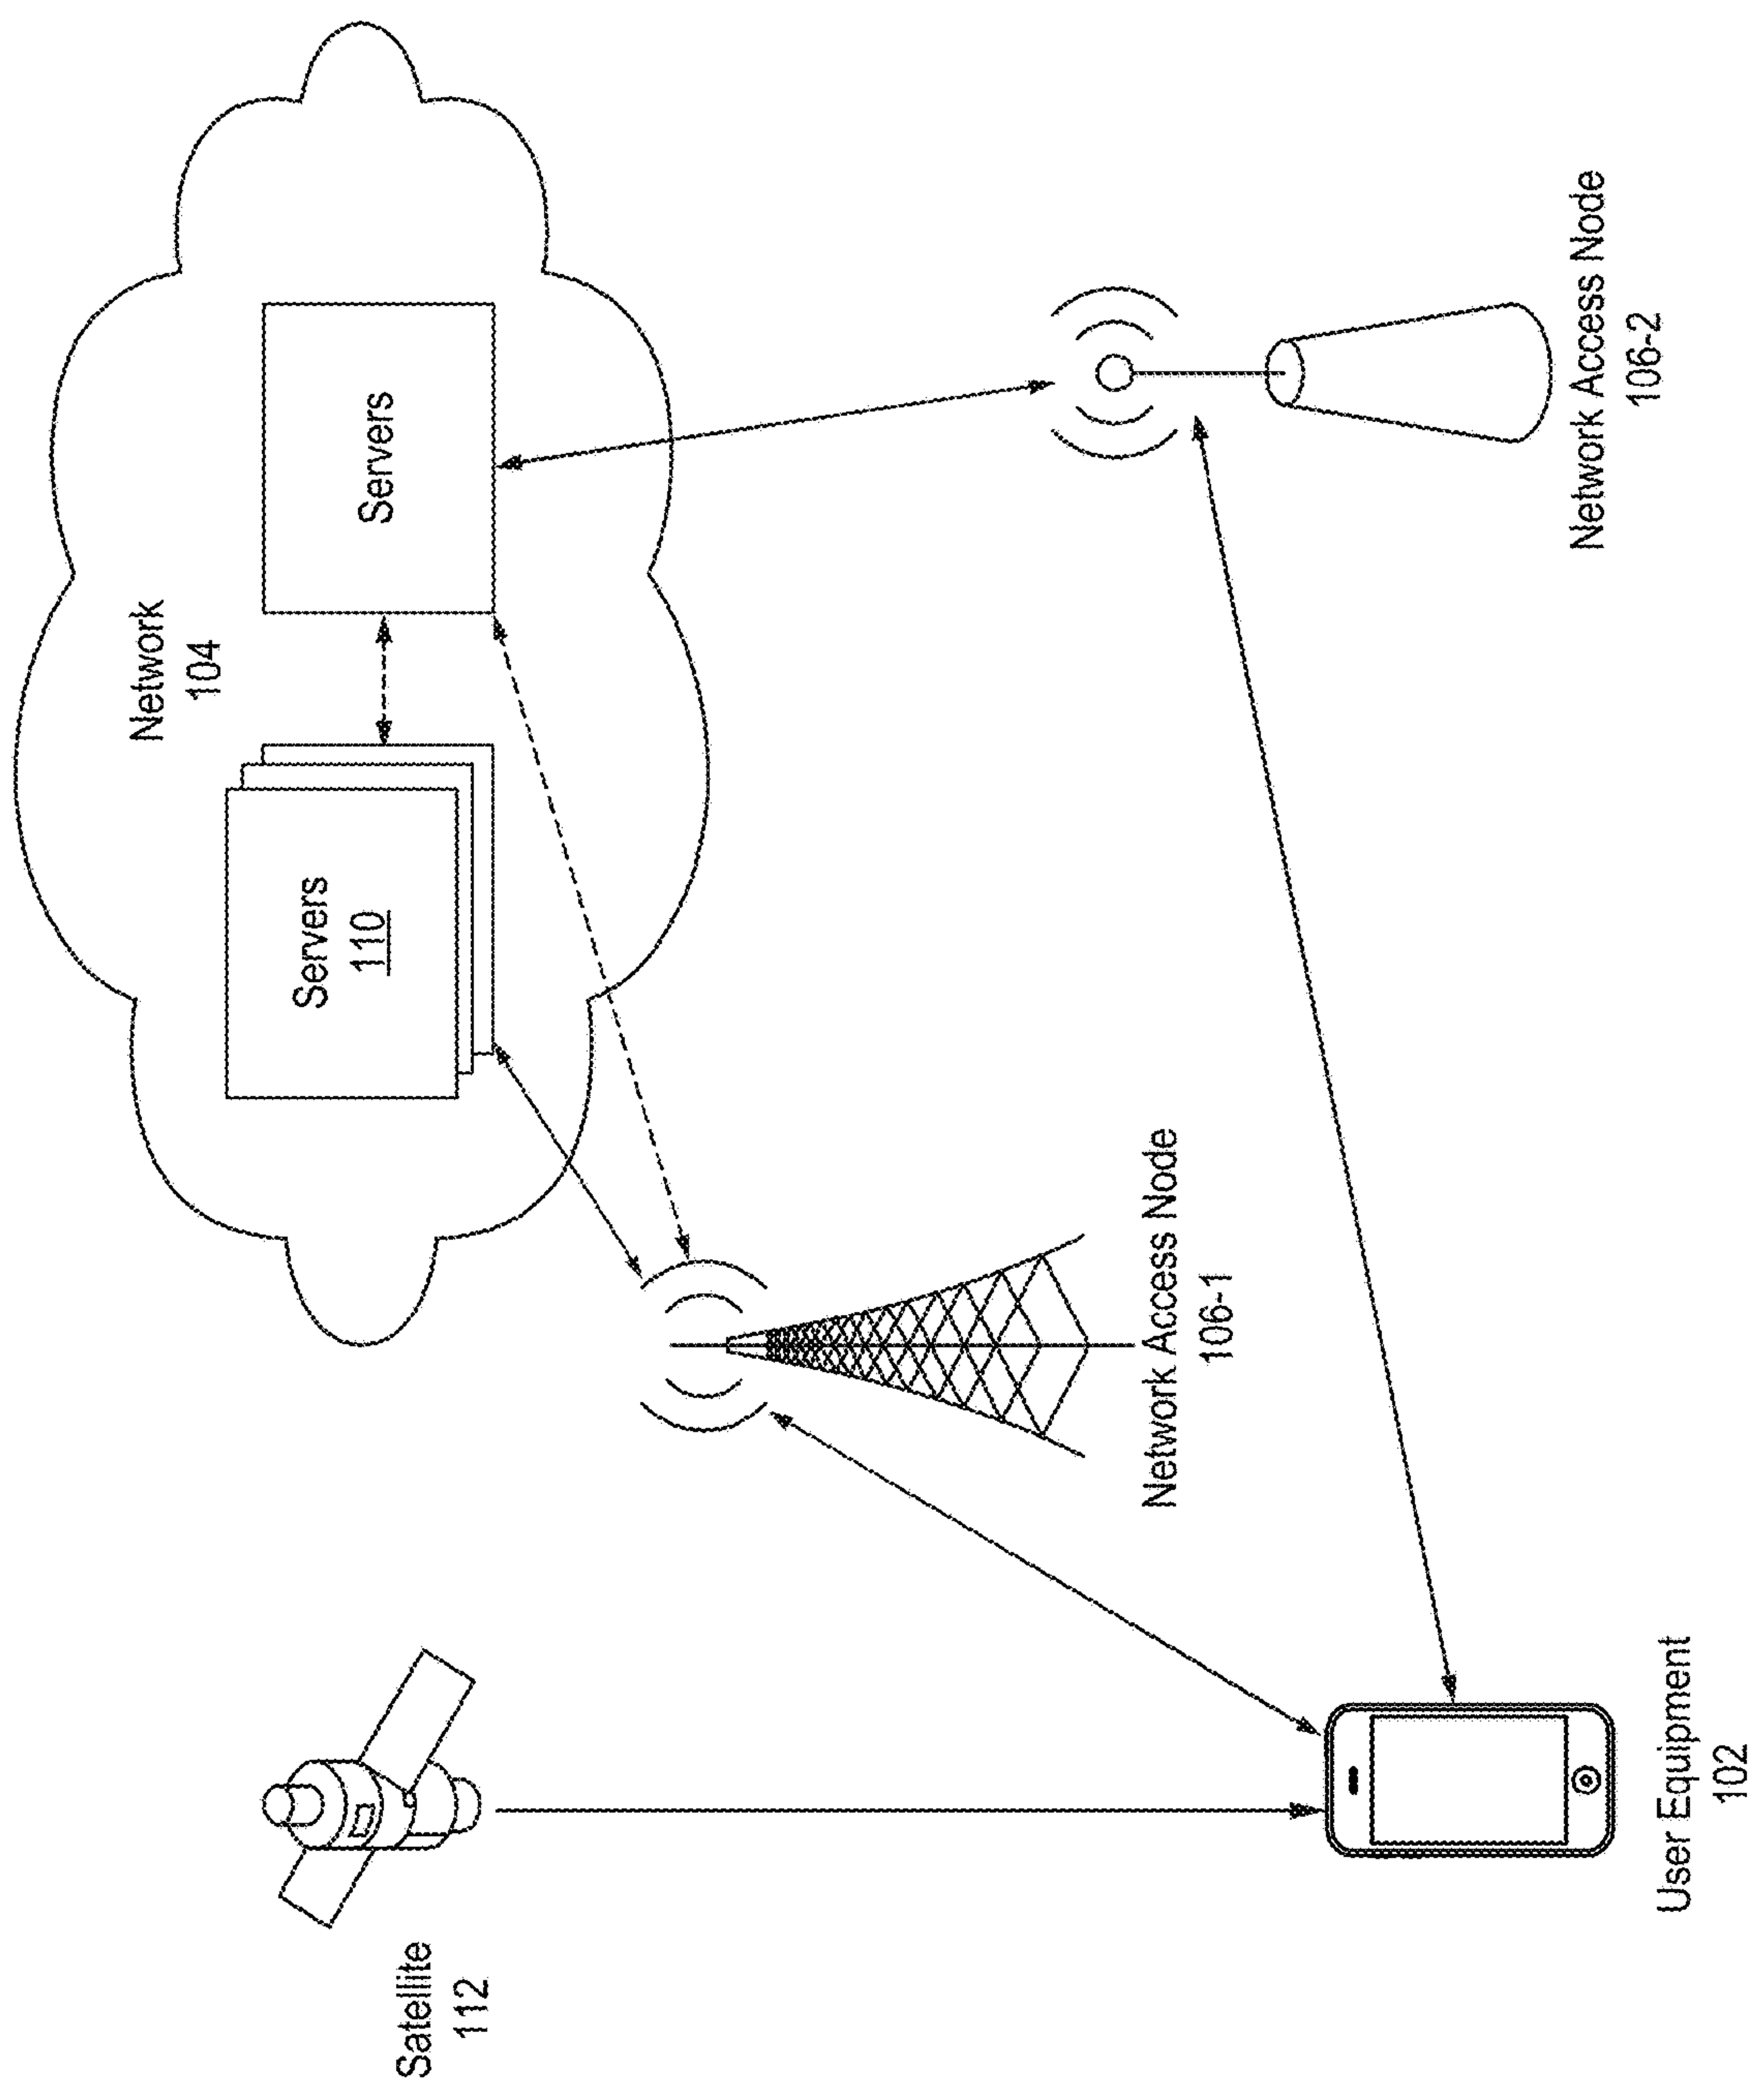 Network
104
Servers
110
Servers
Satellite
112
Network Access Node
106-1
Network Access Node
106-2
User Equipment
102